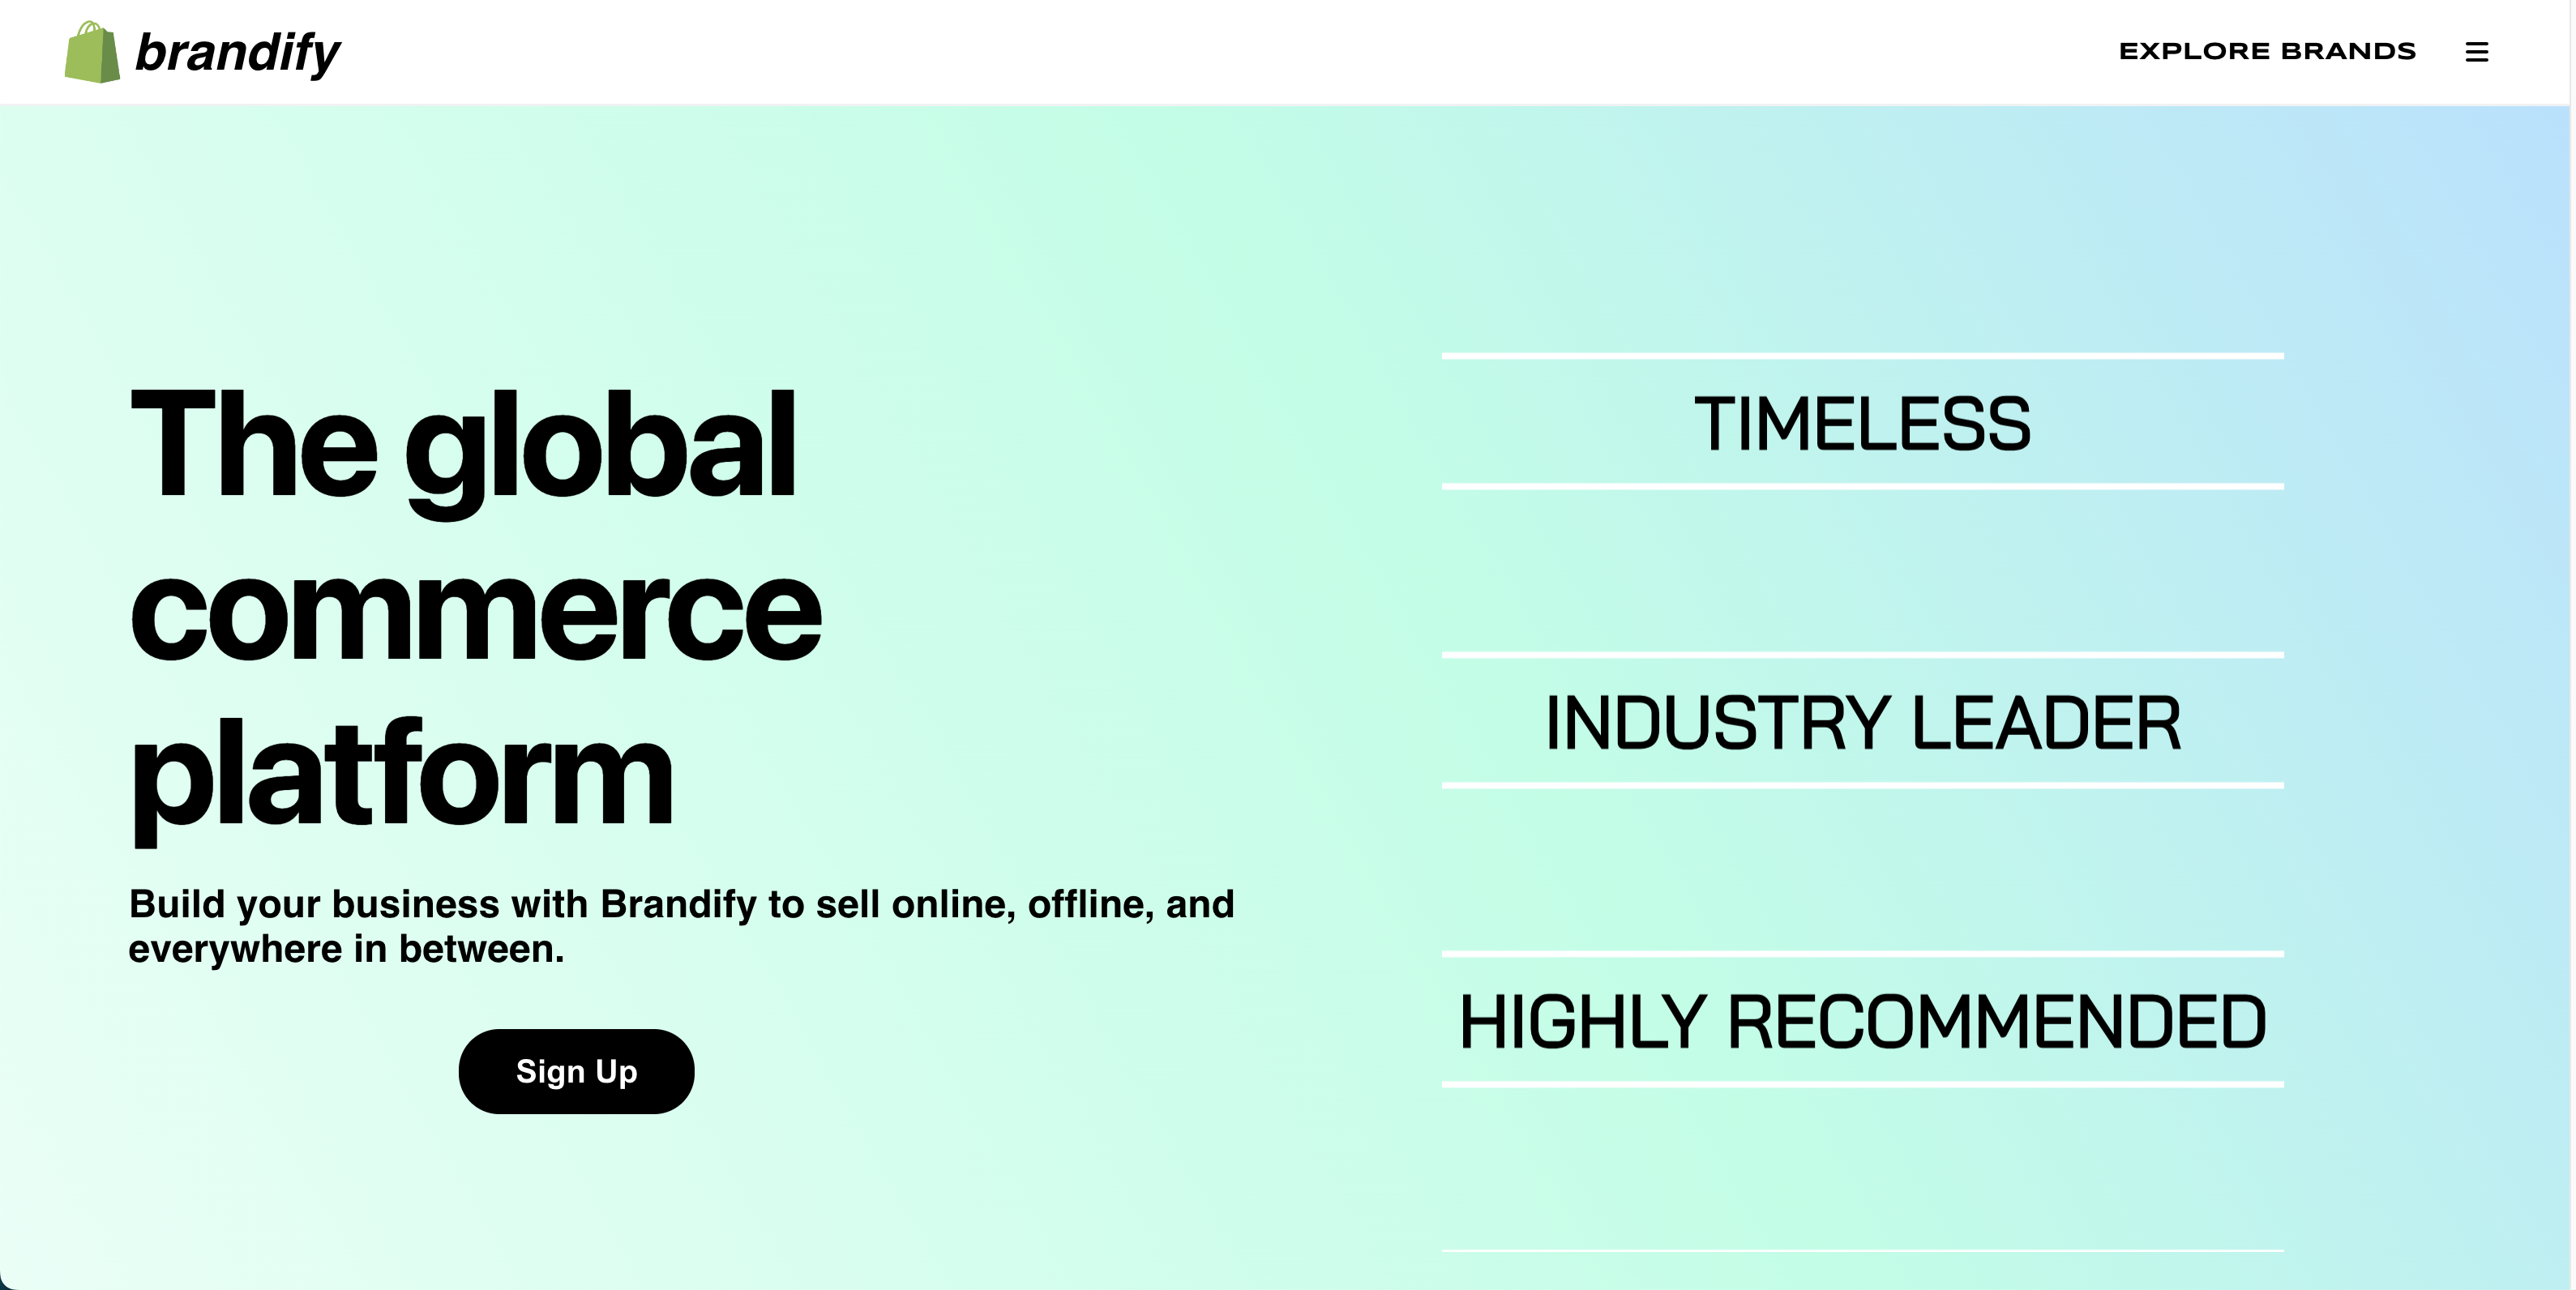 brandify
EXPLORE BRANDS
The global
commerce
platform
Build your business with Brandify to sell online, offline, and
everywhere in between.
Sign Up
TIMELESS
INDUSTRY LEADER
HIGHLY RECOMMENDED